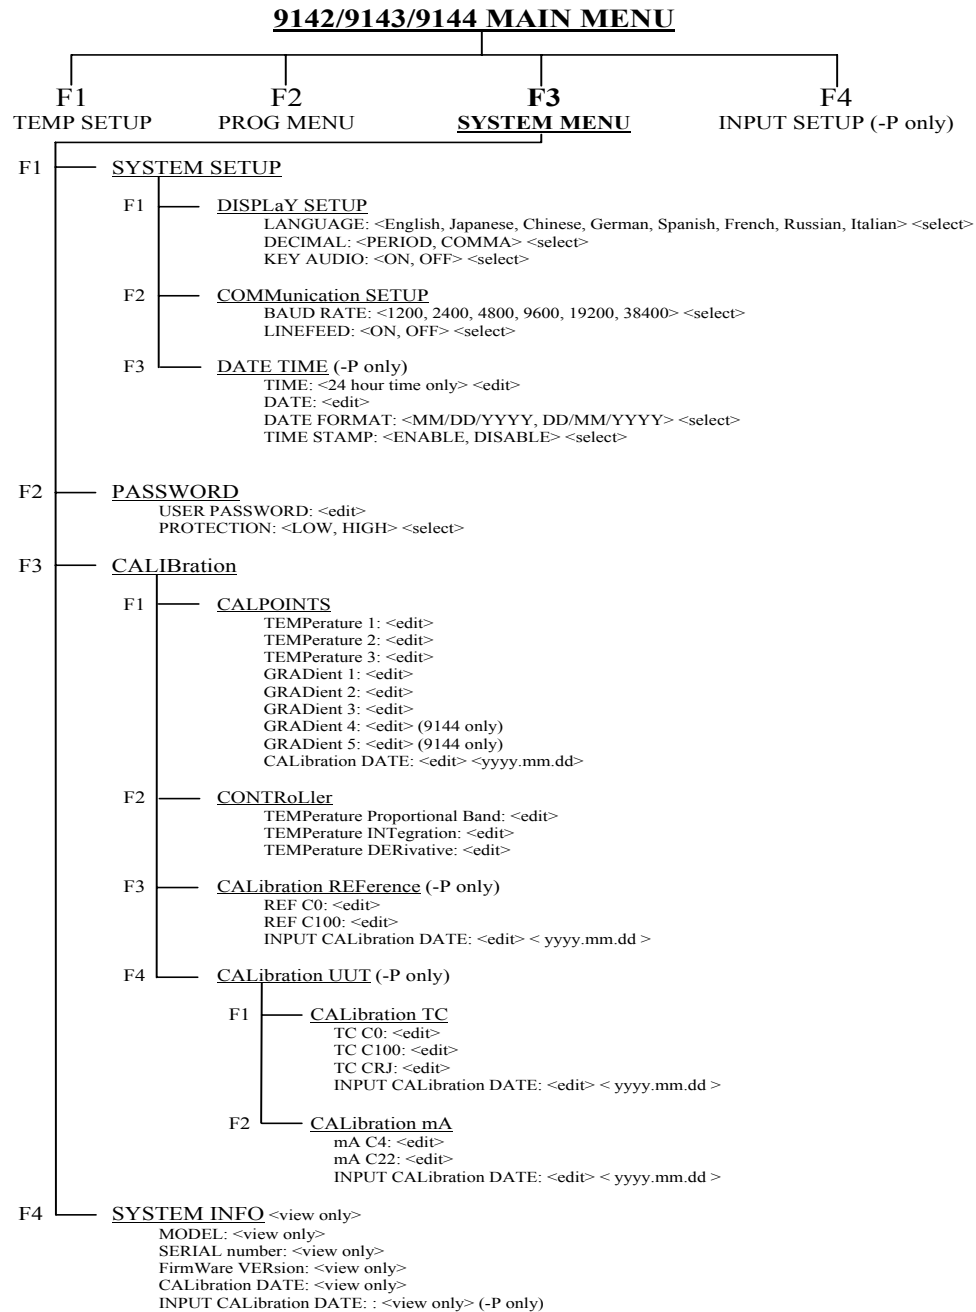 9142/9143/9144 MAIN MENU
F1 F2 F3 F4
TEMP SETUP PROG MENU SYSTEM MENU INPUT SETUP (-P only)
F1 SYSTEM SETUP
F1 DISPLaY SETUP
LANGUAGE: <English, Japanese, Chinese, German, Spanish, French, Russian, Italian> <select>
DECIMAL: <PERIOD, COMMA> <select>
KEY AUDIO: <ON, OFF> <select>
F2 COMMunication SETUP
BAUD RATE: <1200, 2400, 4800, 9600, 19200, 38400> <select>
LINEFEED: <ON, OFF> <select>
F3 DATE TIME (-P only)
TIME: <24 hour time only> <edit>
DATE: <edit>
DATE FORMAT: <MM/DD/YYYY, DD/MM/YYYY> <select>
TIME STAMP: <ENABLE, DISABLE> <select>
F2 PASSWORD
USER PASSWORD: <edit>
PROTECTION: <LOW, HIGH> <select>
F3 CALIBration
F1 CALPOINTS
TEMPerature 1: <edit>
TEMPerature 2: <edit>
TEMPerature 3: <edit>
GRADient 1: <edit>
GRADient 2: <edit>
GRADient 3: <edit>
GRADient 4: <edit> (9144 only)
GRADient 5: <edit> (9144 only)
CALibration DATE: <edit> <yyyy.mm.dd>
F2 CONTRoLler
TEMPerature Proportional Band: <edit>
TEMPerature INTegration: <edit>
TEMPerature DERivative: <edit>
F3 CALibration REFerence (-P only)
REF C0: <edit>
REF C100: <edit>
INPUT CALibration DATE: <edit> < yyyy.mm.dd >
F4 CALibration UUT (-P only)
F1 CALibration TC
TC C0: <edit>
TC C100: <edit>
TC CRJ: <edit>
INPUT CALibration DATE: <edit> < yyyy.mm.dd >
F2 CALibration mA
mA C4: <edit>
mA C22: <edit>
INPUT CALibration DATE: <edit> < yyyy.mm.dd >
F4 SYSTEM INFO <view only>
MODEL: <view only>
SERIAL number: <view only>
FirmWare VERsion: <view only>
CALibration DATE: <view only>
INPUT CALibration DATE: : <view only> (-P only)